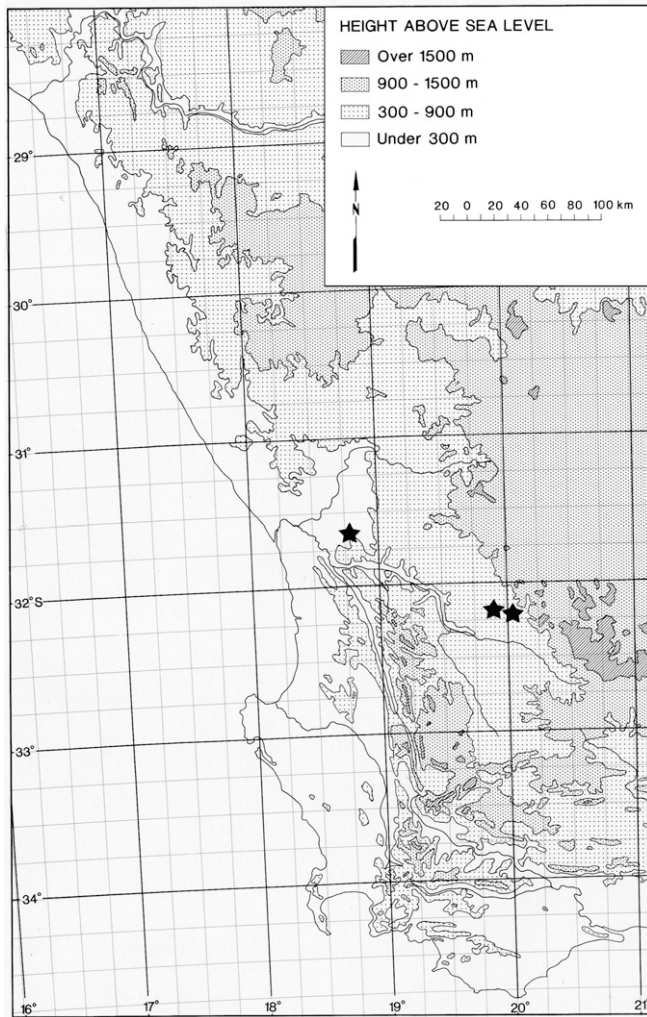 HEIGHT ABOVE SEA LEVEL
Over 1500 m
900 - 1500 m
300 - 900 m
Under 300 m
N
20 0 20 40 60 80 100 km
29°
30°
31°
32°S
33°
34°
16° 17° 18° 19° 20° 21